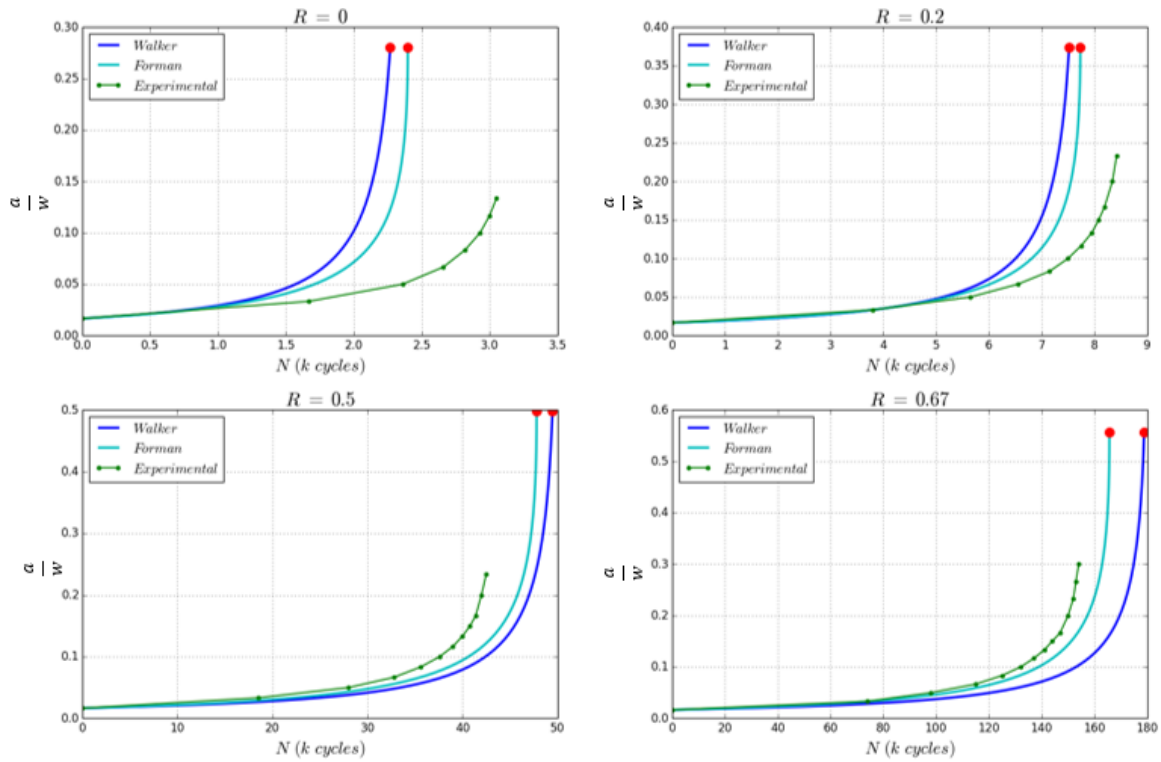 R = 0
0.30
0.25
0.20
0.15
0.10
0.05
0.00
a
w
Walker
Forman
Experimental
0.0 0.5 1.0 1.5 2.0 2.5 3.0 3.5
N (k cycles)
R = 0.2
0.40
0.35
0.30
0.25
0.20
0.15
0.10
0.05
0.00
a
w
Walker
Forman
Experimental
0 1 2 3 4 5 6 7 8 9
N (k cycles)
R = 0.5
0.5
0.4
0.3
0.2
0.1
0.0
a
w
Walker
Forman
Experimental
0 10 20 30 40 50
N (k cycles)
R = 0.67
0.6
0.5
0.4
0.3
0.2
0.1
0.0
a
w
Walker
Forman
Experimental
0 20 40 60 80 100 120 140 160 180
N (k cycles)